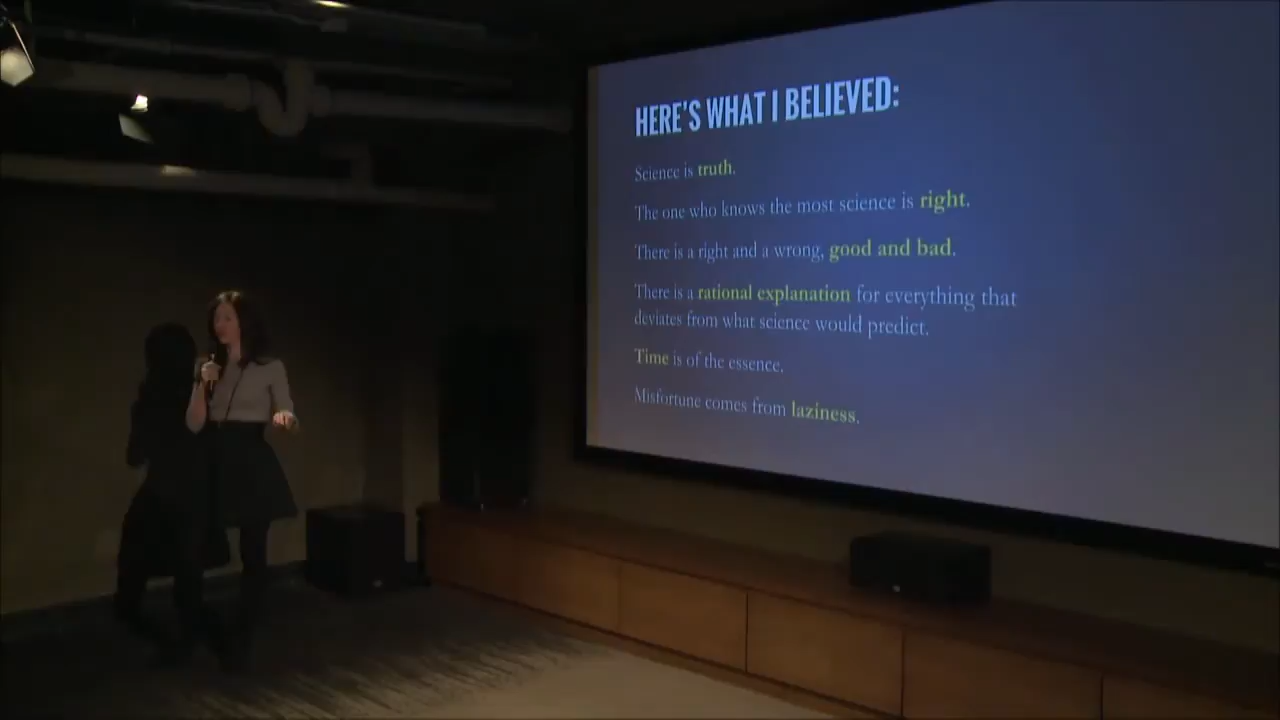 HERE'S WHAT I BELIEVED:
Science is truth.
The one who knows the most science is right.
There is a right and a wrong, good and bad.
There is a rational explanation for everything that
deviates from what science would predict.
Time is of the essence.
Misfortune comes from laziness.